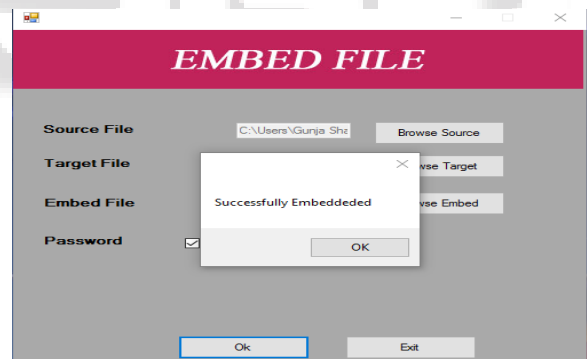 EMBED FILE
Source File C:\Users\Gunja Sha Browse Source
Target File wse Target
Embed File Successfully Embeddeded wse Embed
Password OK
Ok Exit